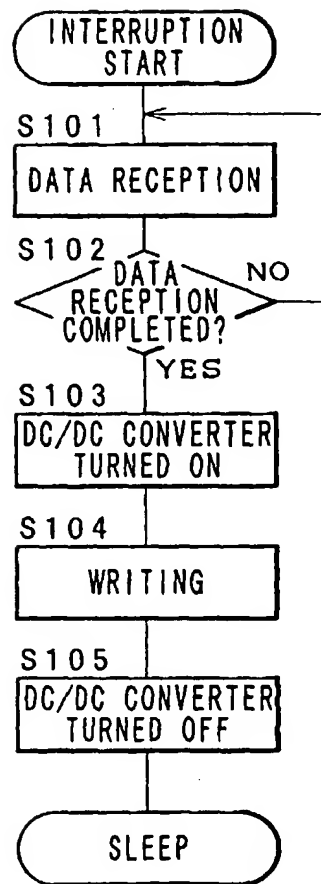 INTERRUPTION
START
S101
DATA RECEPTION
S102
DATA
RECEPTION
COMPLETED?
NO
YES
S103
DC/DC CONVERTER
TURNED ON
S104
WRITING
S105
DC/DC CONVERTER
TURNED OFF
SLEEP